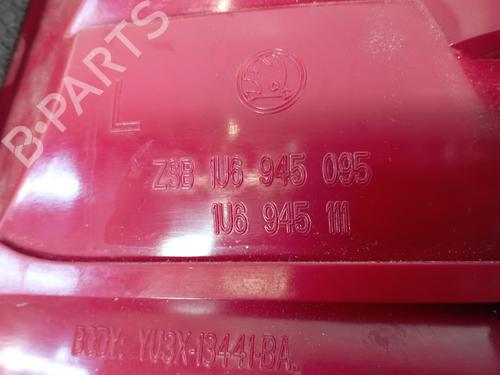 L
ZSB 1U6 945 095
1U6 945 111
BODY: YU3X-13441-BA.
B-PARTS